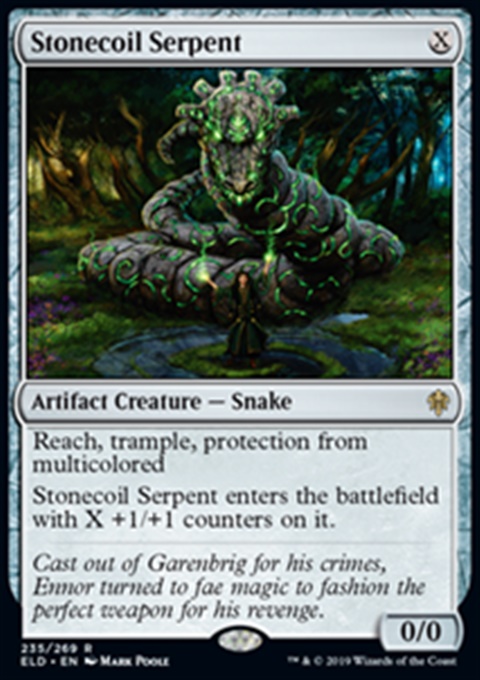 Stonecoil Serpent X
Artifact Creature — Snake
Reach, trample, protection from
multicolored
Stonecoil Serpent enters the battlefield
with X +1/+1 counters on it.
Cast out of Garenbrig for his crimes,
Ennor turned to fae magic to fashion the
perfect weapon for his revenge.
0/0
235/269 R
ELD • EN Mark Poole
™ & © 2019 Wizards of the Coast